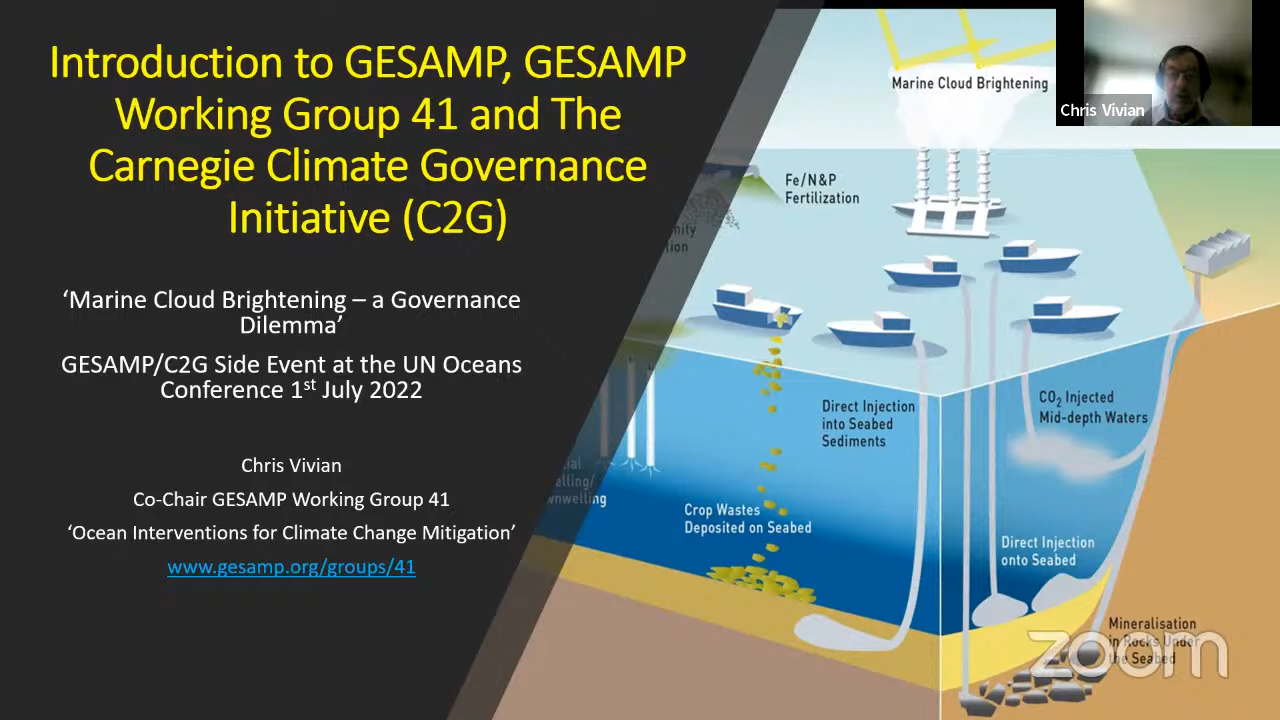 Introduction to GESAMP, GESAMP
Working Group 41 and The
Carnegie Climate Governance
Initiative (C2G)
‘Marine Cloud Brightening – a Governance
Dilemma’
GESAMP/C2G Side Event at the UN Oceans
Conference 1st July 2022
Chris Vivian
Co-Chair GESAMP Working Group 41
‘Ocean Interventions for Climate Change Mitigation’
www.gesamp.org/groups/41
Marine Cloud Brightening
Chris Vivian
Fe/N&P
Fertilization
Direct Injection
into Seabed
Sediments
CO2 Injected
Mid-depth Waters
Crop Wastes
Deposited on Seabed
Direct Injection
onto Seabed
Mineralisation
in Rocks Under
the Seabed
zoom